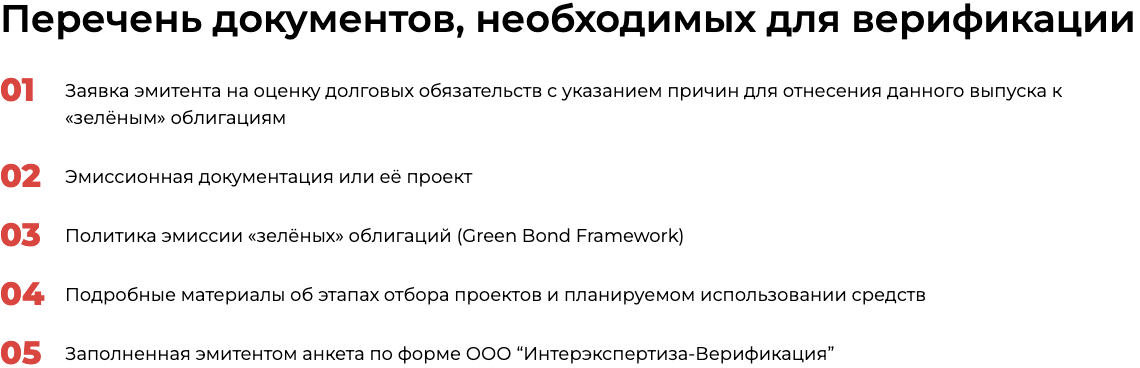 Перечень документов, необходимых для верификации
01 Заявка эмитента на оценку долговых обязательств с указанием причин для отнесения данного выпуска к
«зелёным» облигациям
02 Эмиссионная документация или её проект
03 Политика эмиссии «зелёных» облигаций (Green Bond Framework)
04 Подробные материалы об этапах отбора проектов и планируемом использовании средств
05 Заполненная эмитентом анкета по форме ООО “Интерэкспертиза-Верификация”